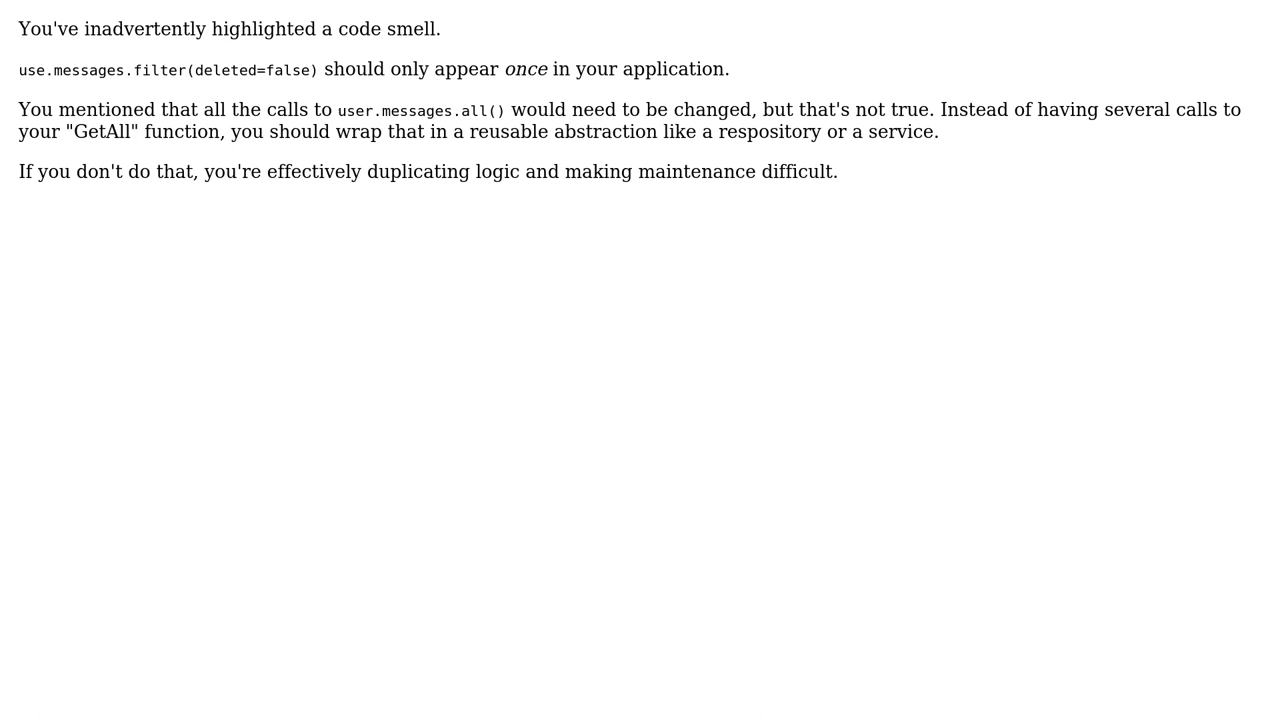 You've inadvertently highlighted a code smell.
use.messages.filter(deleted=false) should only appear once in your application.
You mentioned that all the calls to user.messages.all() would need to be changed, but that's not true. Instead of having several calls to
your "GetAll" function, you should wrap that in a reusable abstraction like a respository or a service.
If you don't do that, you're effectively duplicating logic and making maintenance difficult.